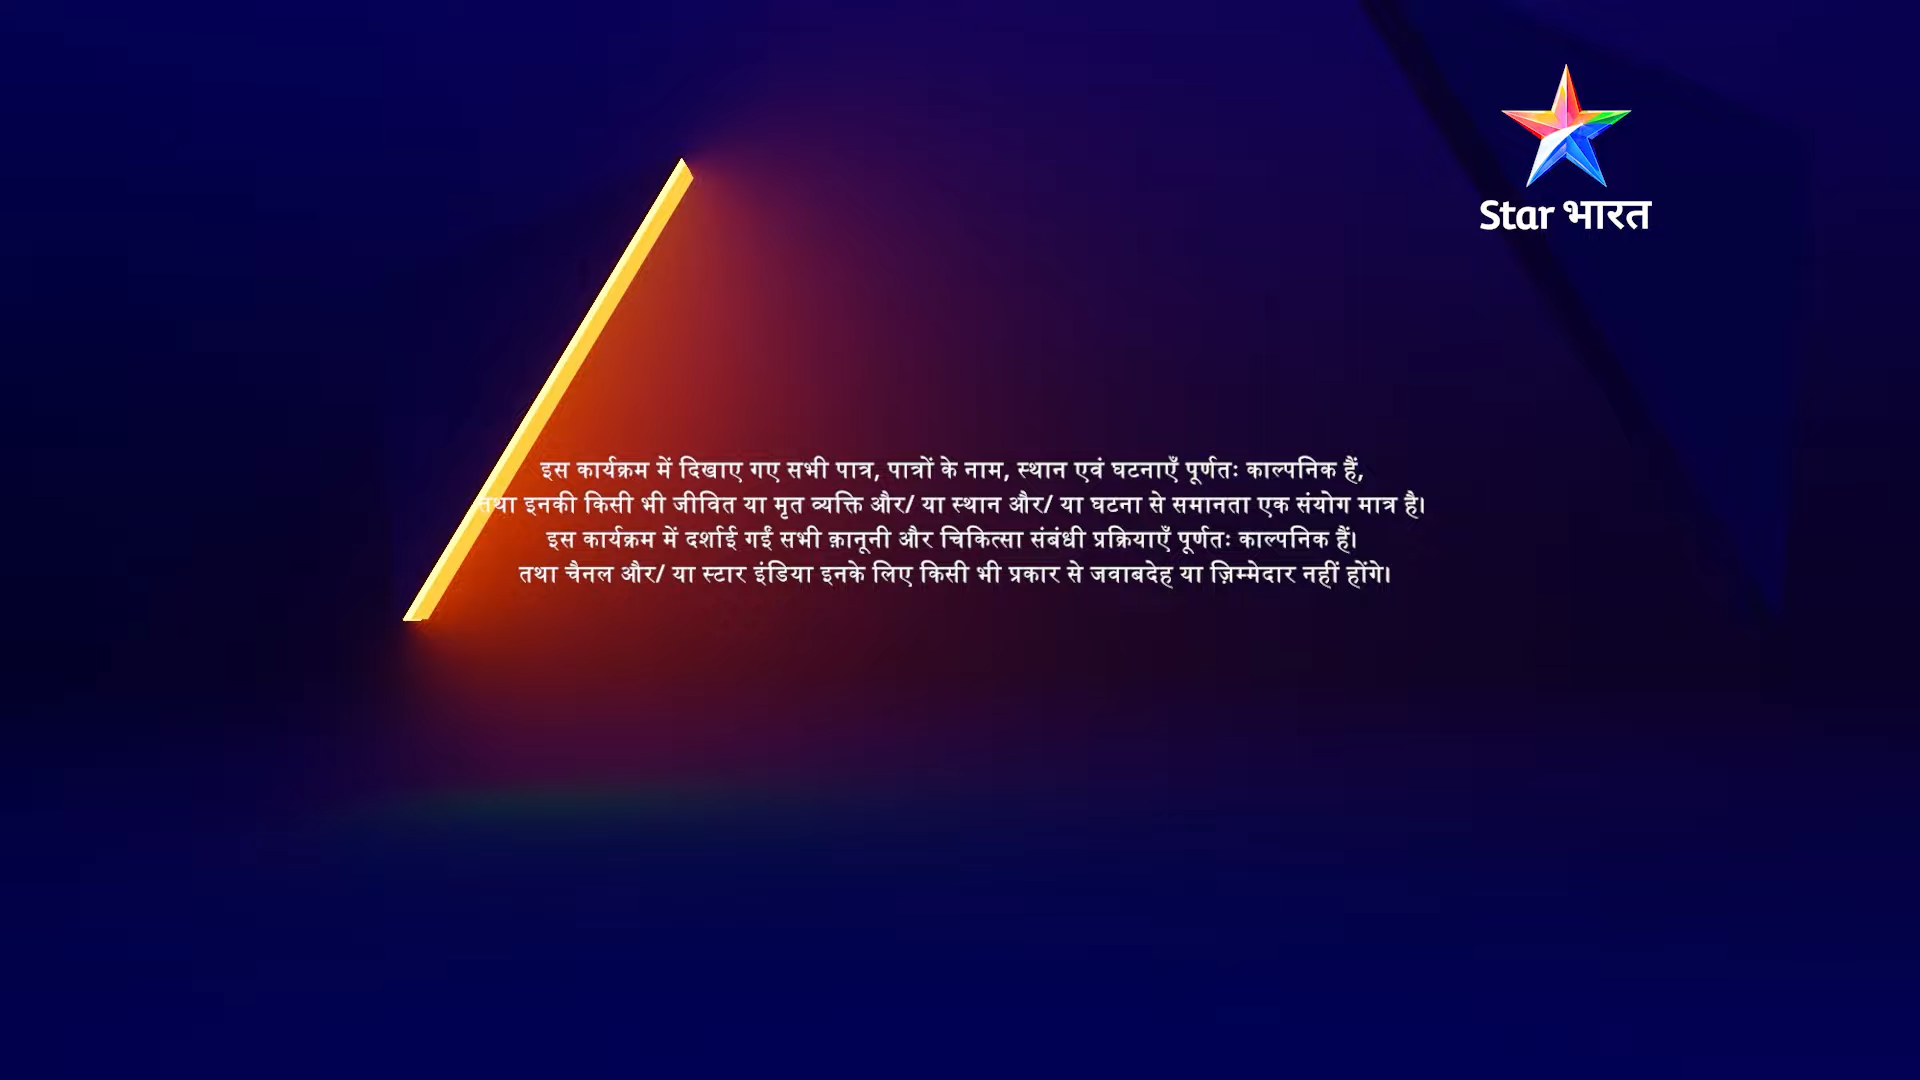 Star भारत
इस कार्यक्रम में दिखाए गए सभी पात्र, पात्रों के नाम, स्थान एवं घटनाएँ पूर्णतः काल्पनिक हैं,
तथा इनकी किसी भी जीवित या मृत व्यक्ति और/ या स्थान और/ या घटना से समानता एक संयोग मात्र है।
इस कार्यक्रम में दर्शाई गईं सभी क़ानूनी और चिकित्सा संबंधी प्रक्रियाएँ पूर्णतः काल्पनिक हैं।
तथा चैनल और/ या स्टार इंडिया इनके लिए किसी भी प्रकार से जवाबदेह या ज़िम्मेदार नहीं होंगे।